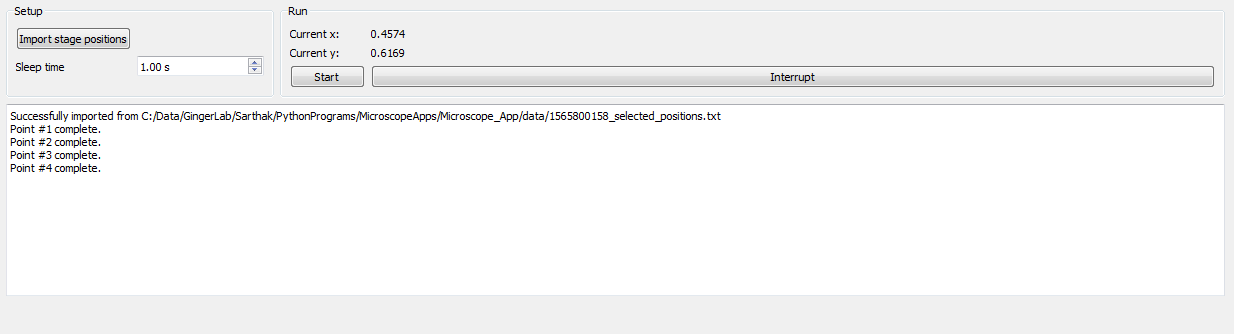 Setup
Import stage positions
Sleep time 1.00 s
Run
Current x: 0.4574
Current y: 0.6169
Start Interrupt
Successfully imported from C:/Data/GingerLab/Sarthak/PythonPrograms/MicroscopeApps/Microscope_App/data/1565800158_selected_positions.txt
Point #1 complete.
Point #2 complete.
Point #3 complete.
Point #4 complete.